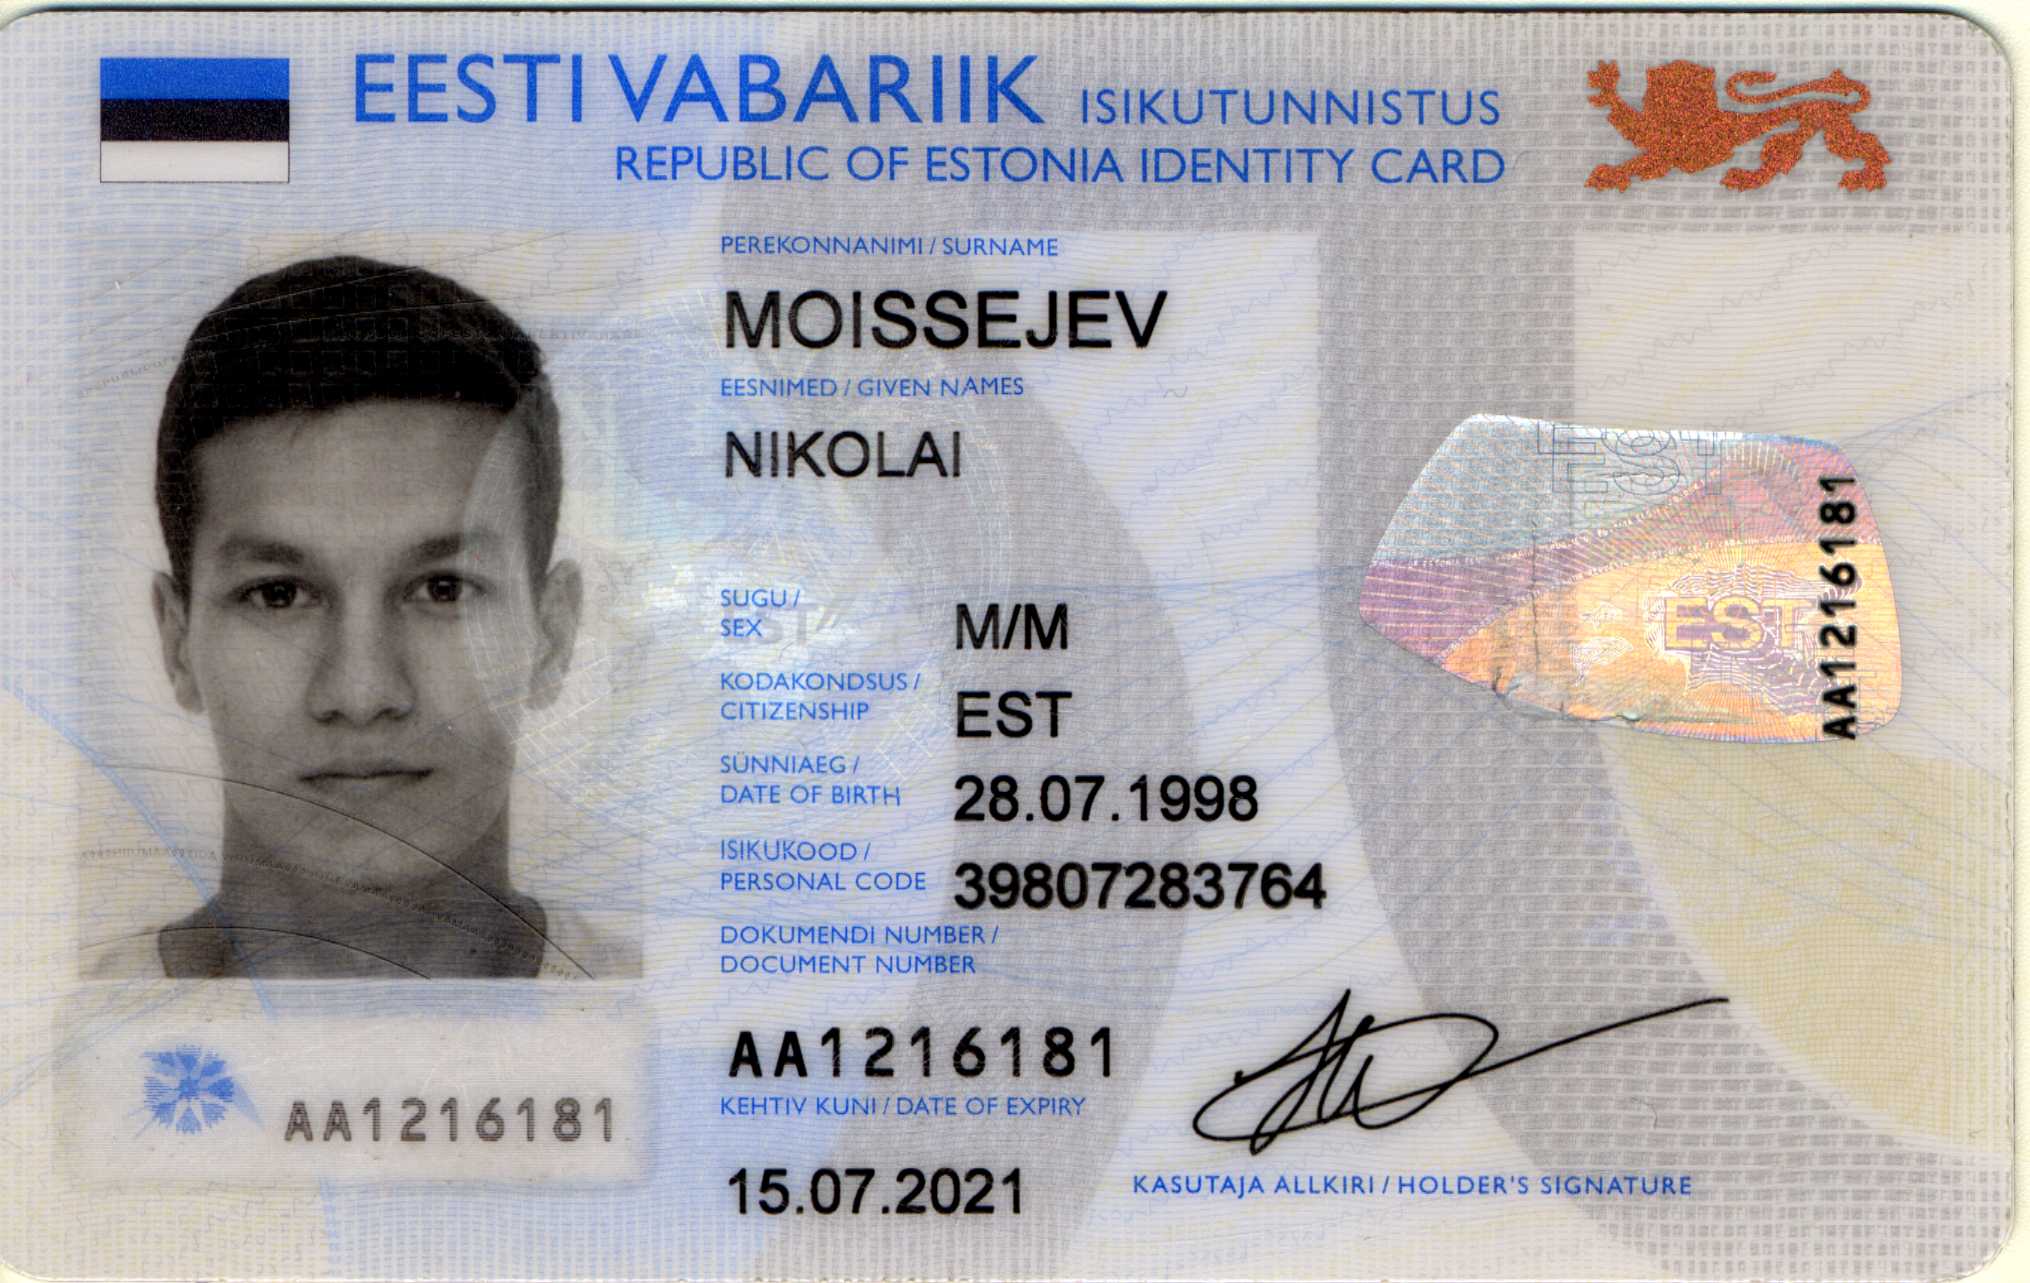 EESTI VABARIIK ISIKUTUNNISTUS
REPUBLIC OF ESTONIA IDENTITY CARD
PEREKONNANIMI / SURNAME
MOISSEJEV
EESNIMED / GIVEN NAMES
NIKOLAI
SUGU /
SEX
M/M
KODAKONDSUS /
CITIZENSHIP
EST
SÜNNIAEG /
DATE OF BIRTH
28.07.1998
ISIKUKOOD /
PERSONAL CODE
39807283764
DOKUMENDI NUMBER /
DOCUMENT NUMBER
AA1216181
KEHTIV KUNI / DATE OF EXPIRY
15.07.2021
AA1216181
KASUTAJA ALLKIRI / HOLDER'S SIGNATURE
EST
EST
AA1216181